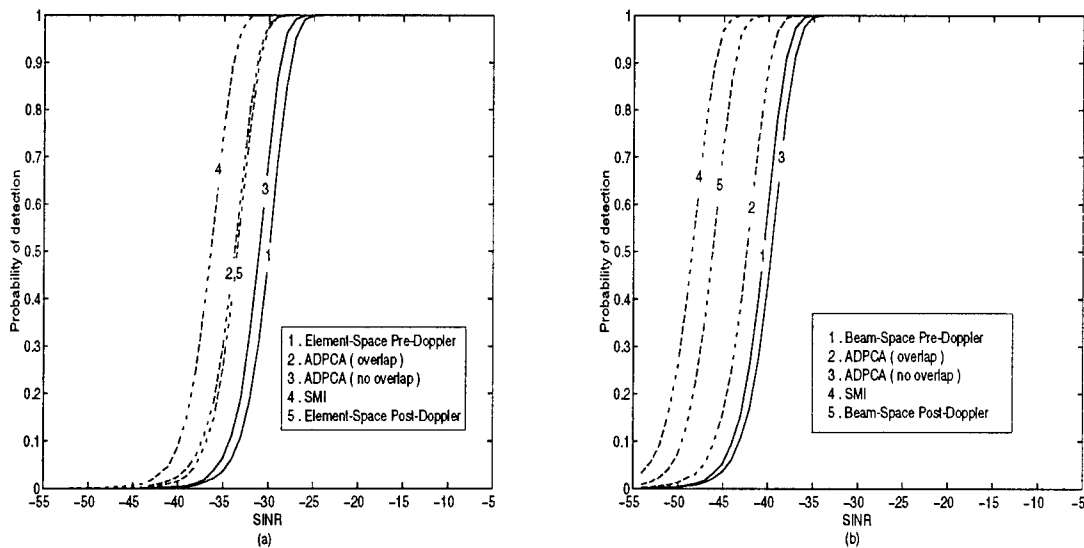 1
0.9
0.8
0.7
0.6
0.5
0.4
0.3
0.2
0.1
0
Probability of detection
4
3
1
2,5
1 . Element-Space Pre-Doppler
2 . ADPCA ( overlap )
3 . ADPCA ( no overlap )
4 . SMI
5 . Element-Space Post-Doppler
-55 -50 -45 -40 -35 -30 -25 -20 -15 -10 -5
SINR
(a)
1
0.9
0.8
0.7
0.6
0.5
0.4
0.3
0.2
0.1
0
Probability of detection
4
5
2
3
1
1 . Beam-Space Pre-Doppler
2 . ADPCA ( overlap )
3 . ADPCA ( no overlap )
4 . SMI
5 . Beam-Space Post-Doppler
-55 -50 -45 -40 -35 -30 -25 -20 -15 -10 -5
SINR
(b)